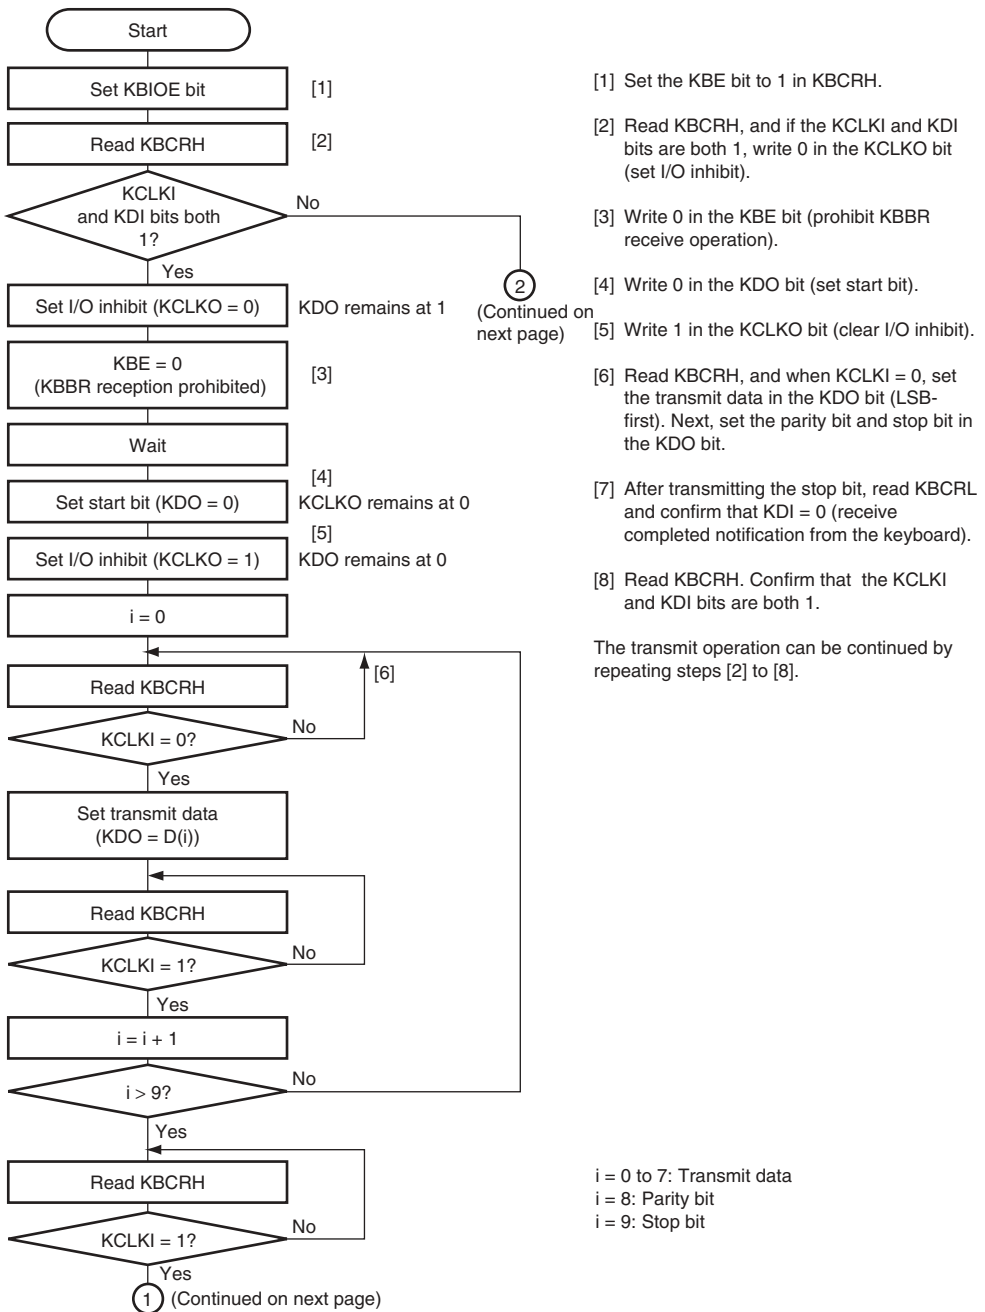 Start
Set KBIOE bit
[1]
Read KBCRH
[2]
KCLKI
and KDI bits both
1?
No
Yes
2
(Continued on
next page)
Set I/O inhibit (KCLKO = 0)
KDO remains at 1
KBE = 0
(KBBR reception prohibited)
[3]
Wait
[4]
Set start bit (KDO = 0)
KCLKO remains at 0
[5]
Set I/O inhibit (KCLKO = 1)
KDO remains at 0
i = 0
Read KBCRH
[6]
KCLKI = 0?
No
Yes
Set transmit data
(KDO = D(i))
Read KBCRH
KCLKI = 1?
No
Yes
i = i + 1
i > 9?
No
Yes
Read KBCRH
KCLKI = 1?
No
Yes
1
(Continued on next page)
[1] Set the KBE bit to 1 in KBCRH.
[2] Read KBCRH, and if the KCLKI and KDI
bits are both 1, write 0 in the KCLKO bit
(set I/O inhibit).
[3] Write 0 in the KBE bit (prohibit KBBR
receive operation).
[4] Write 0 in the KDO bit (set start bit).
[5] Write 1 in the KCLKO bit (clear I/O inhibit).
[6] Read KBCRH, and when KCLKI = 0, set
the transmit data in the KDO bit (LSB-
first). Next, set the parity bit and stop bit in
the KDO bit.
[7] After transmitting the stop bit, read KBCRL
and confirm that KDI = 0 (receive
completed notification from the keyboard).
[8] Read KBCRH. Confirm that the KCLKI
and KDI bits are both 1.
The transmit operation can be continued by
repeating steps [2] to [8].
i = 0 to 7: Transmit data
i = 8: Parity bit
i = 9: Stop bit